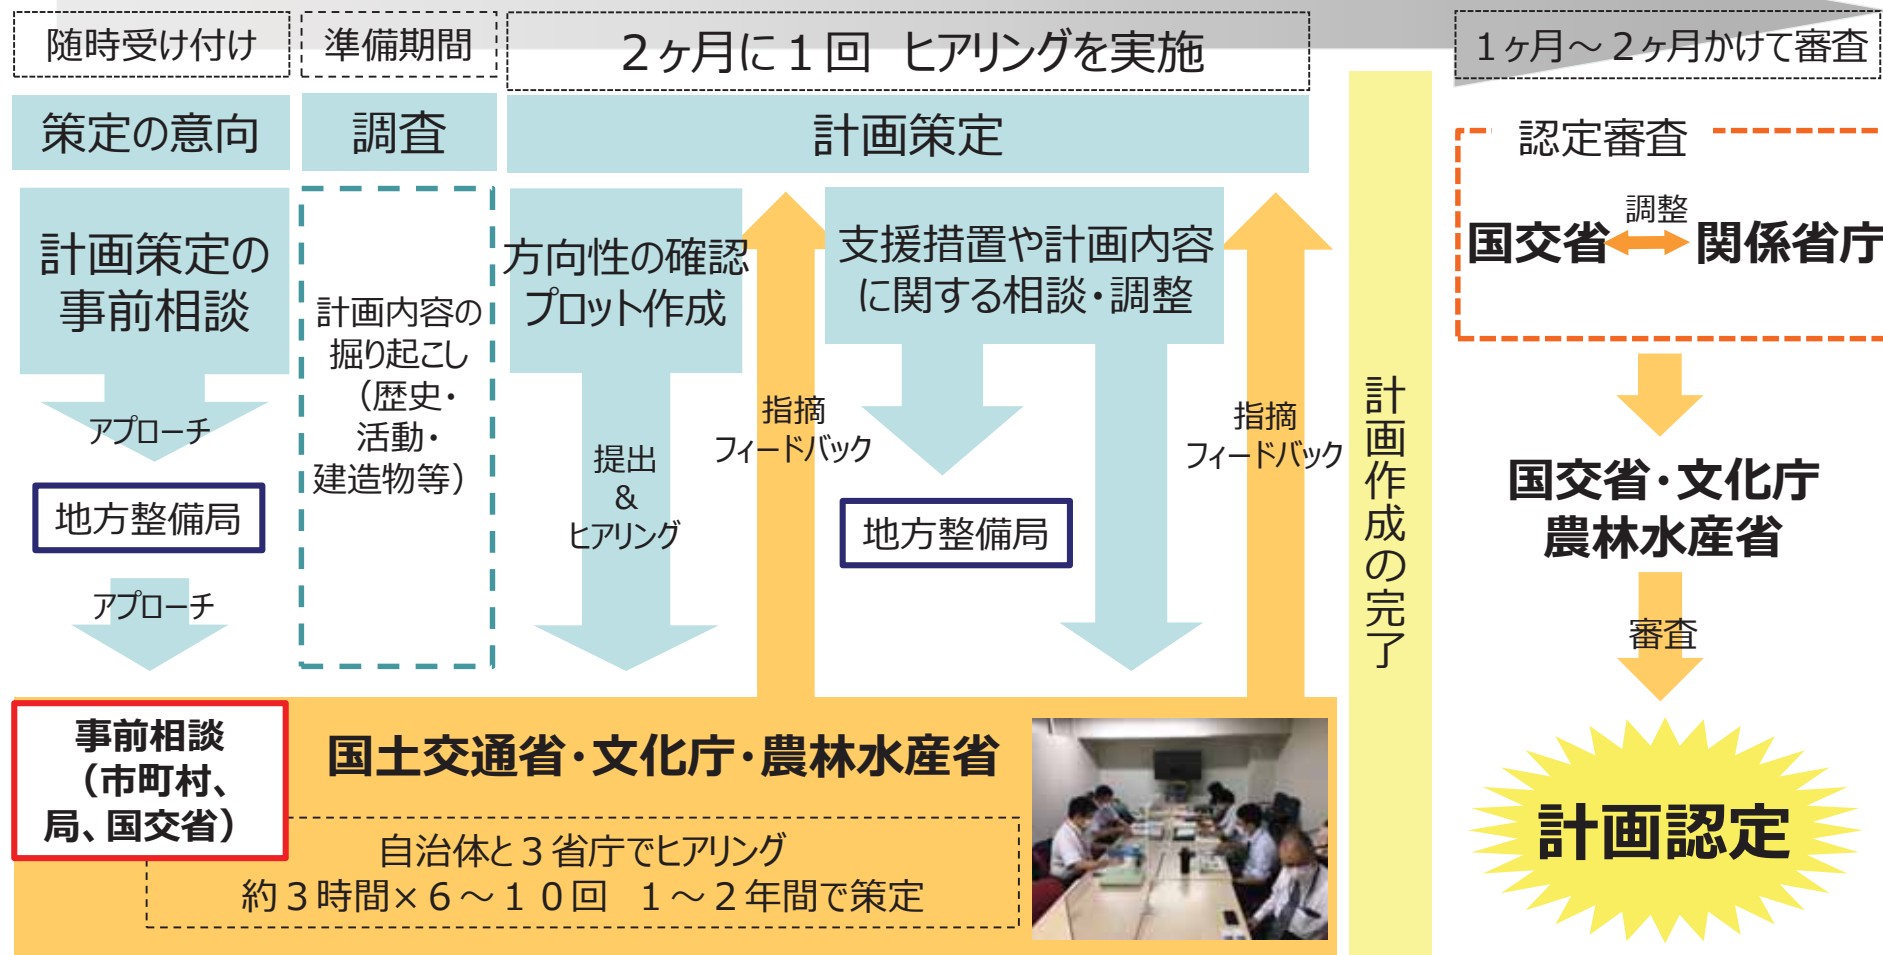 随時受け付け
準備期間
２ヶ月に１回　ヒアリングを実施
１ヶ月～２ヶ月かけて審査
策定の意向
調査
計画策定
計画策定の
事前相談
アプローチ
地方整備局
アプローチ
計画内容の
掘り起こし
（歴史・
活動・
建造物等）
方向性の確認
プロット作成
提出
&
ヒアリング
指摘
フィードバック
支援措置や計画内容
に関する相談・調整
地方整備局
指摘
フィードバック
計画作成の完了
認定審査
国交省
調整
関係省庁
国交省・文化庁
農林水産省
審査
計画認定
事前相談
（市町村、
局、国交省）
国土交通省・文化庁・農林水産省
自治体と３省庁でヒアリング
約３時間×６～１０回　１～２年間で策定